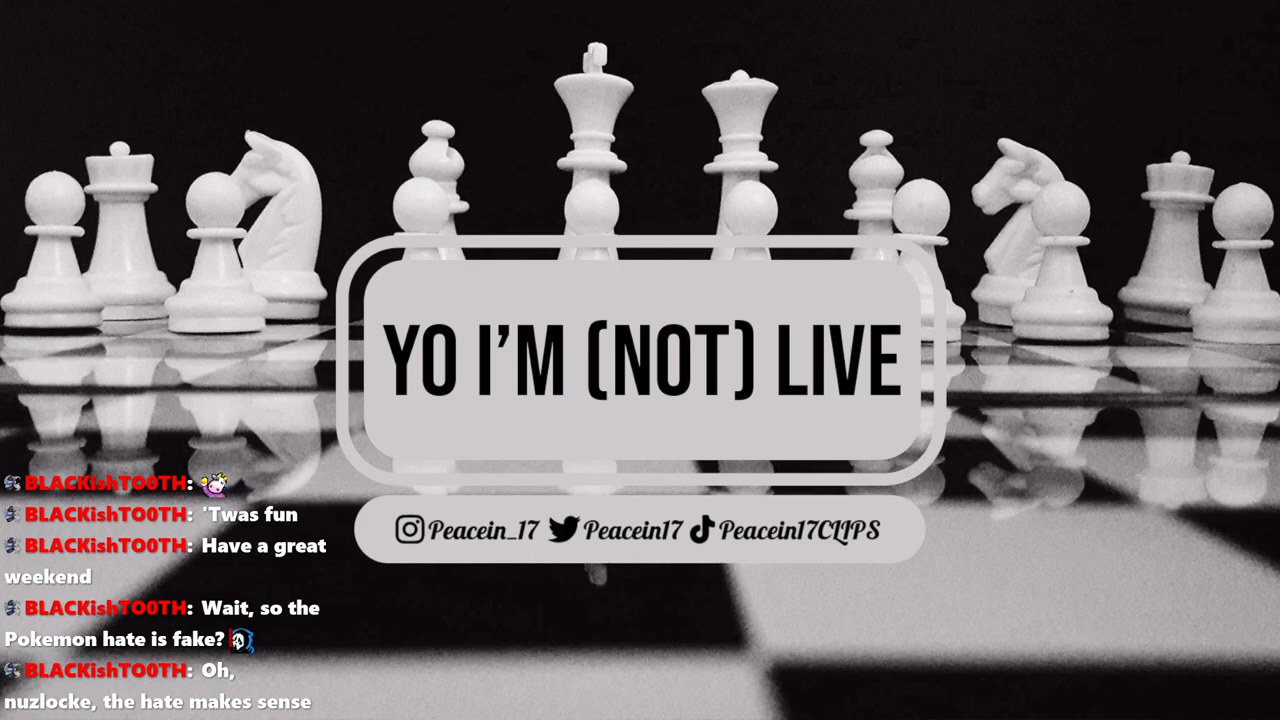 YO I'M (NOT) LIVE
Peacein_17 Peacein17 Peacein17CLIPS
BLACKishTO0TH:
BLACKishTO0TH: 'Twas fun
BLACKishTO0TH: Have a great
weekend
BLACKishTO0TH: Wait, so the
Pokemon hate is fake?
BLACKishTO0TH: Oh,
nuzlocke, the hate makes sense